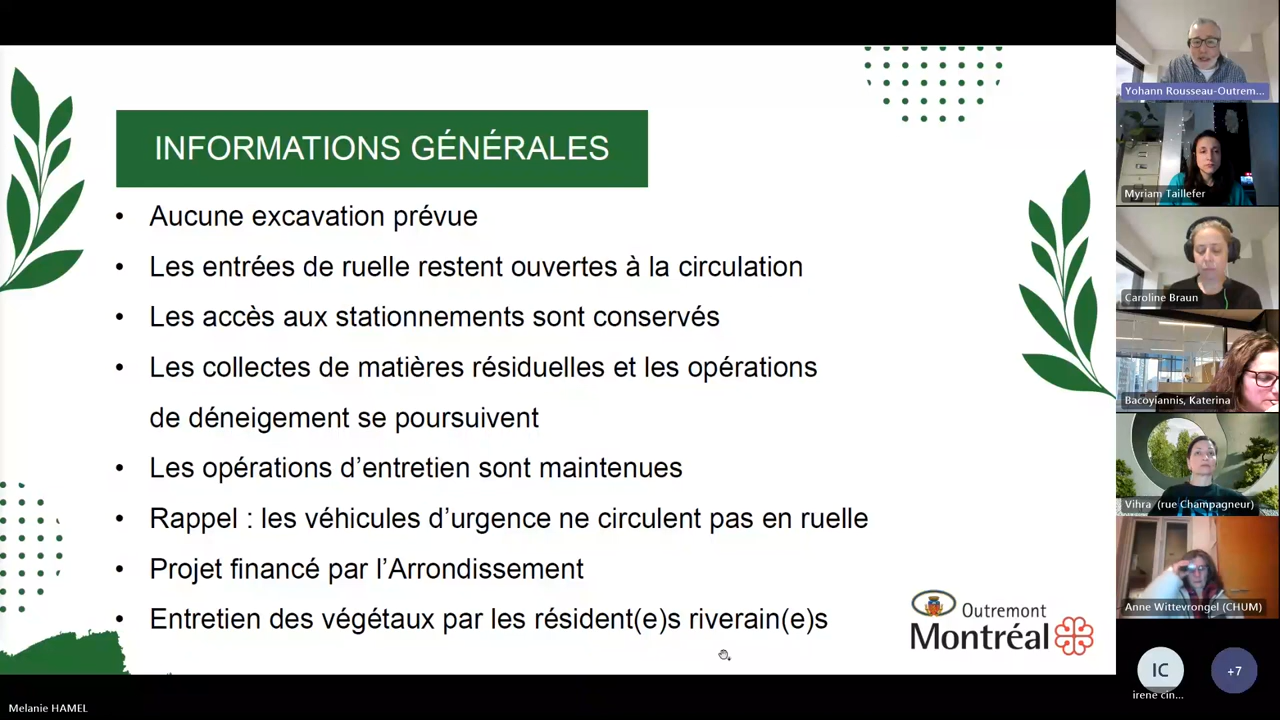 INFORMATIONS GÉNÉRALES
• Aucune excavation prévue
• Les entrées de ruelle restent ouvertes à la circulation
• Les accès aux stationnements sont conservés
• Les collectes de matières résiduelles et les opérations
de déneigement se poursuivent
• Les opérations d’entretien sont maintenues
• Rappel : les véhicules d’urgence ne circulent pas en ruelle
• Projet financé par l’Arrondissement
• Entretien des végétaux par les résident(e)s riverain(e)s
Outremont
Montréal
Melanie HAMEL
Yohann Rousseau-Outrem...
Myriam Taillefer
Caroline Braun
Bacoyiannis, Katerina
Vihra (rue Champagneur)
Anne Wittevrongel (CHUM)
IC
irene cin...
+7